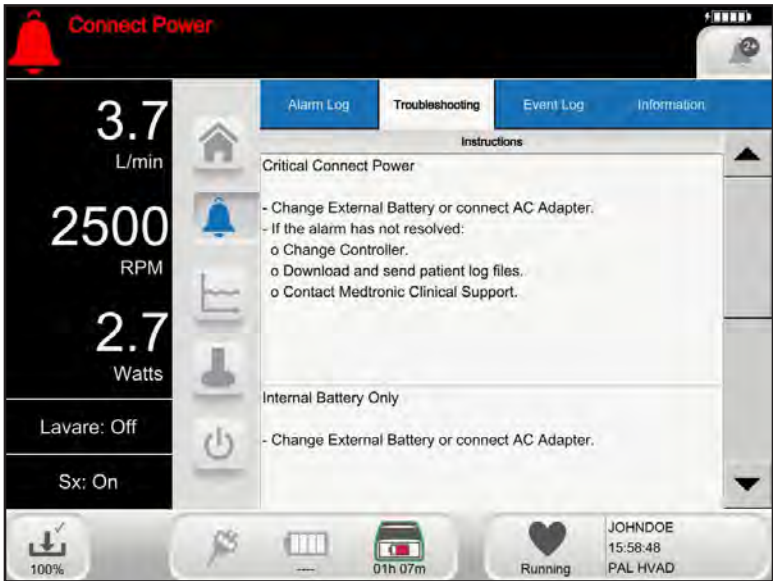 Connect Power
2+
3.7
L/min
2500
RPM
2.7
Watts
Lavare: Off
Sx: On
Alarm Log
Troubleshooting
Event Log
Information
Instructions
Critical Connect Power
- Change External Battery or connect AC Adapter.
- If the alarm has not resolved:
o Change Controller.
o Download and send patient log files.
o Contact Medtronic Clinical Support.
Internal Battery Only
- Change External Battery or connect AC Adapter.
100%
----
01h 07m
Running
JOHNDOE
15:58:48
PAL HVAD